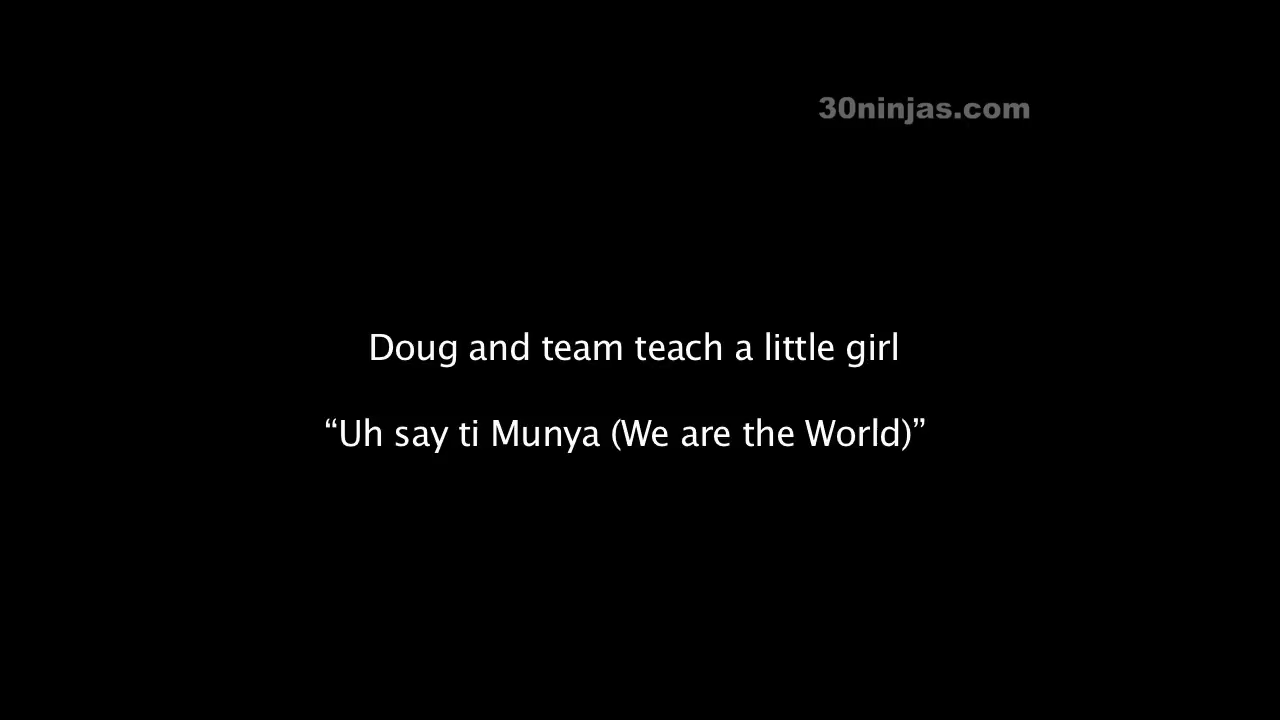 30ninjas.com
Doug and team teach a little girl
“Uh say ti Munya (We are the World)”